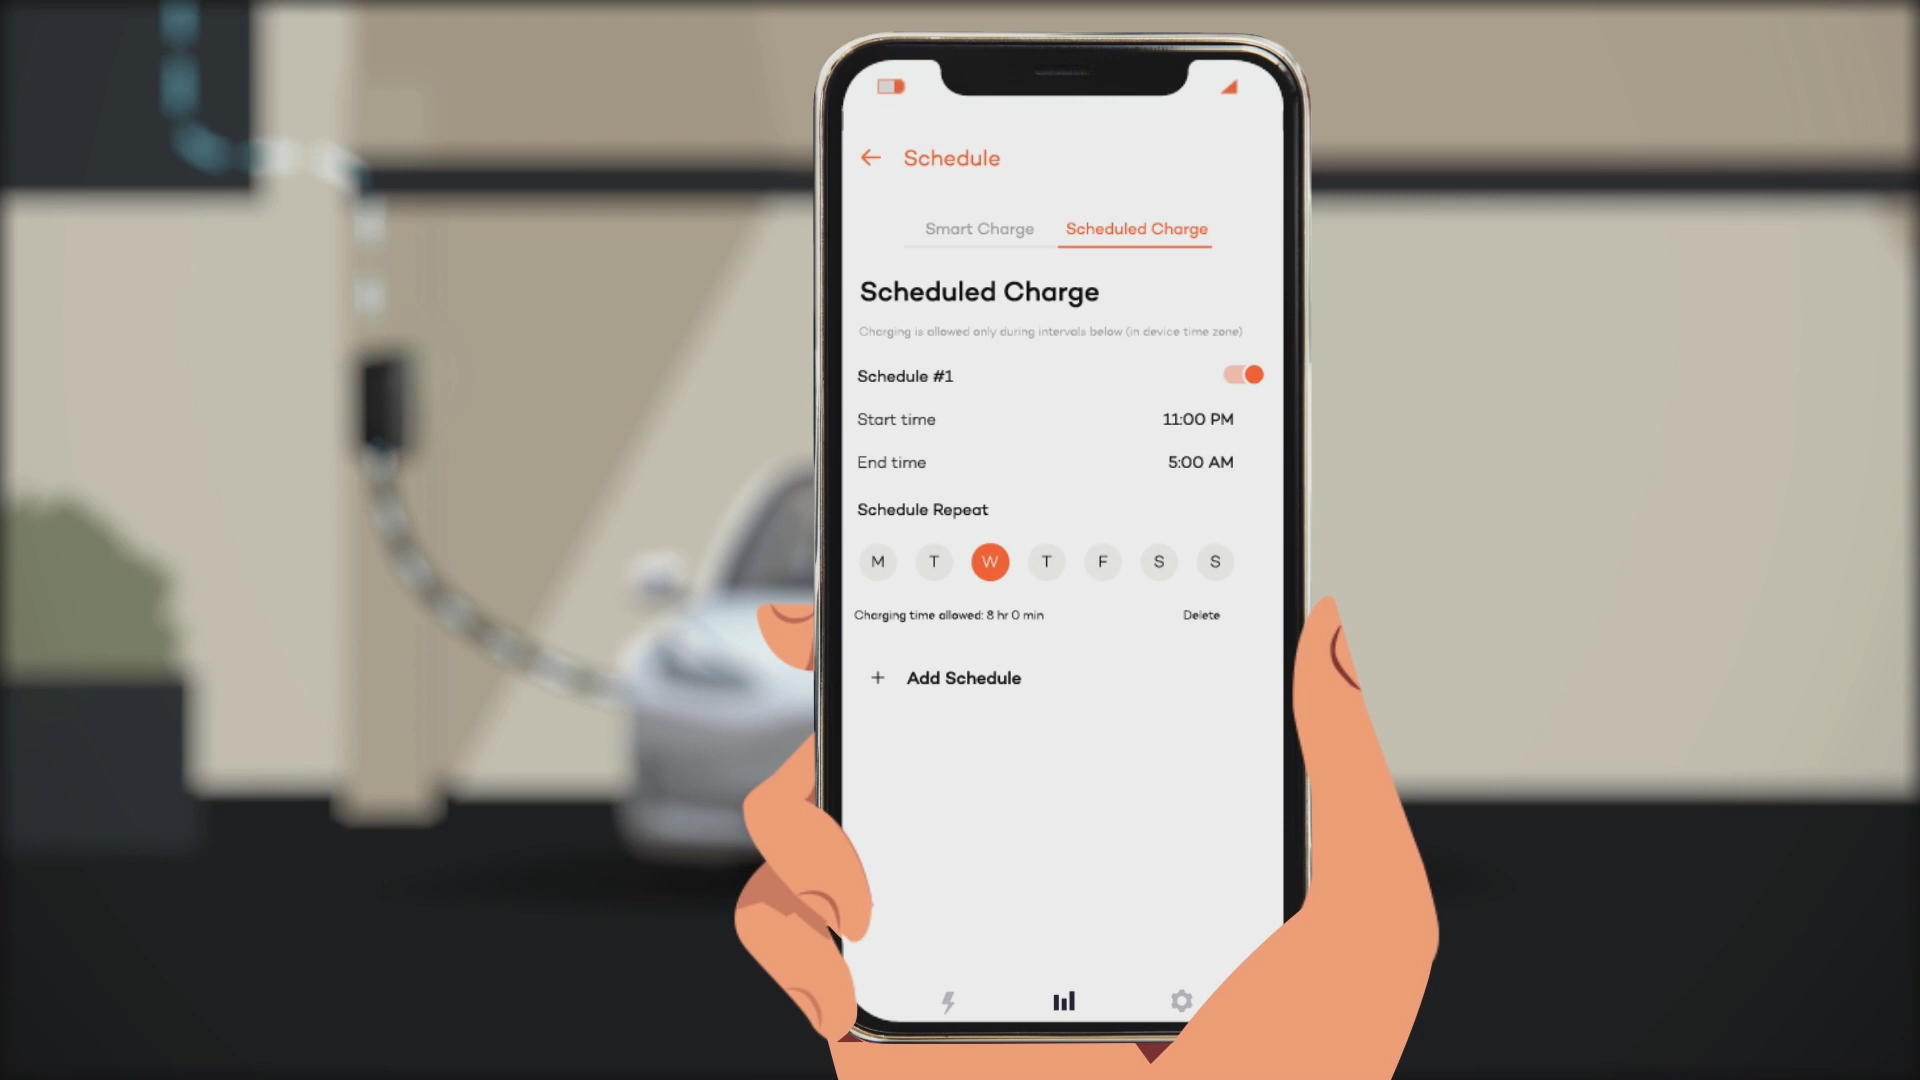 Schedule
Smart Charge Scheduled Charge
Scheduled Charge
Charging is allowed only during intervals below (in device time zone)
Schedule #1
Start time 11:00 PM
End time 5:00 AM
Schedule Repeat
M T W T F S S
Charging time allowed: 8 hr 0 min Delete
+ Add Schedule